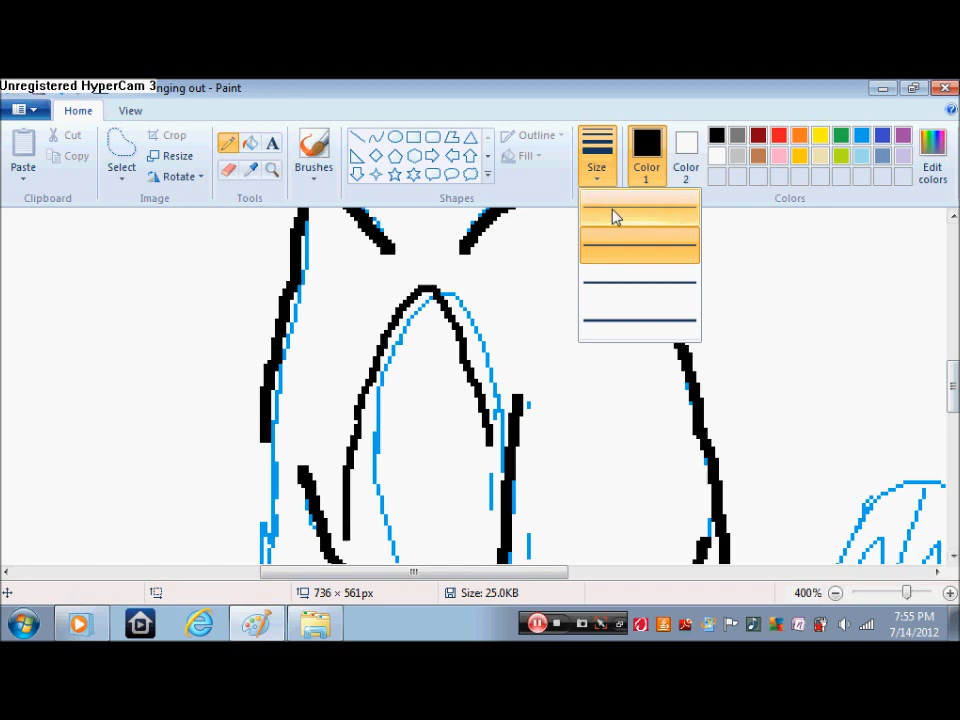 Unregistered HyperCam 3 nging out - Paint
Home View
Paste
Cut
Copy
Clipboard
Select
Crop
Resize
Rotate
Image
Tools
Brushes
Outline
Fill
Shapes
Size
Color 1
Color 2
Edit colors
Colors
736 × 561px
Size: 25.0KB
400%
7:55 PM
7/14/2012